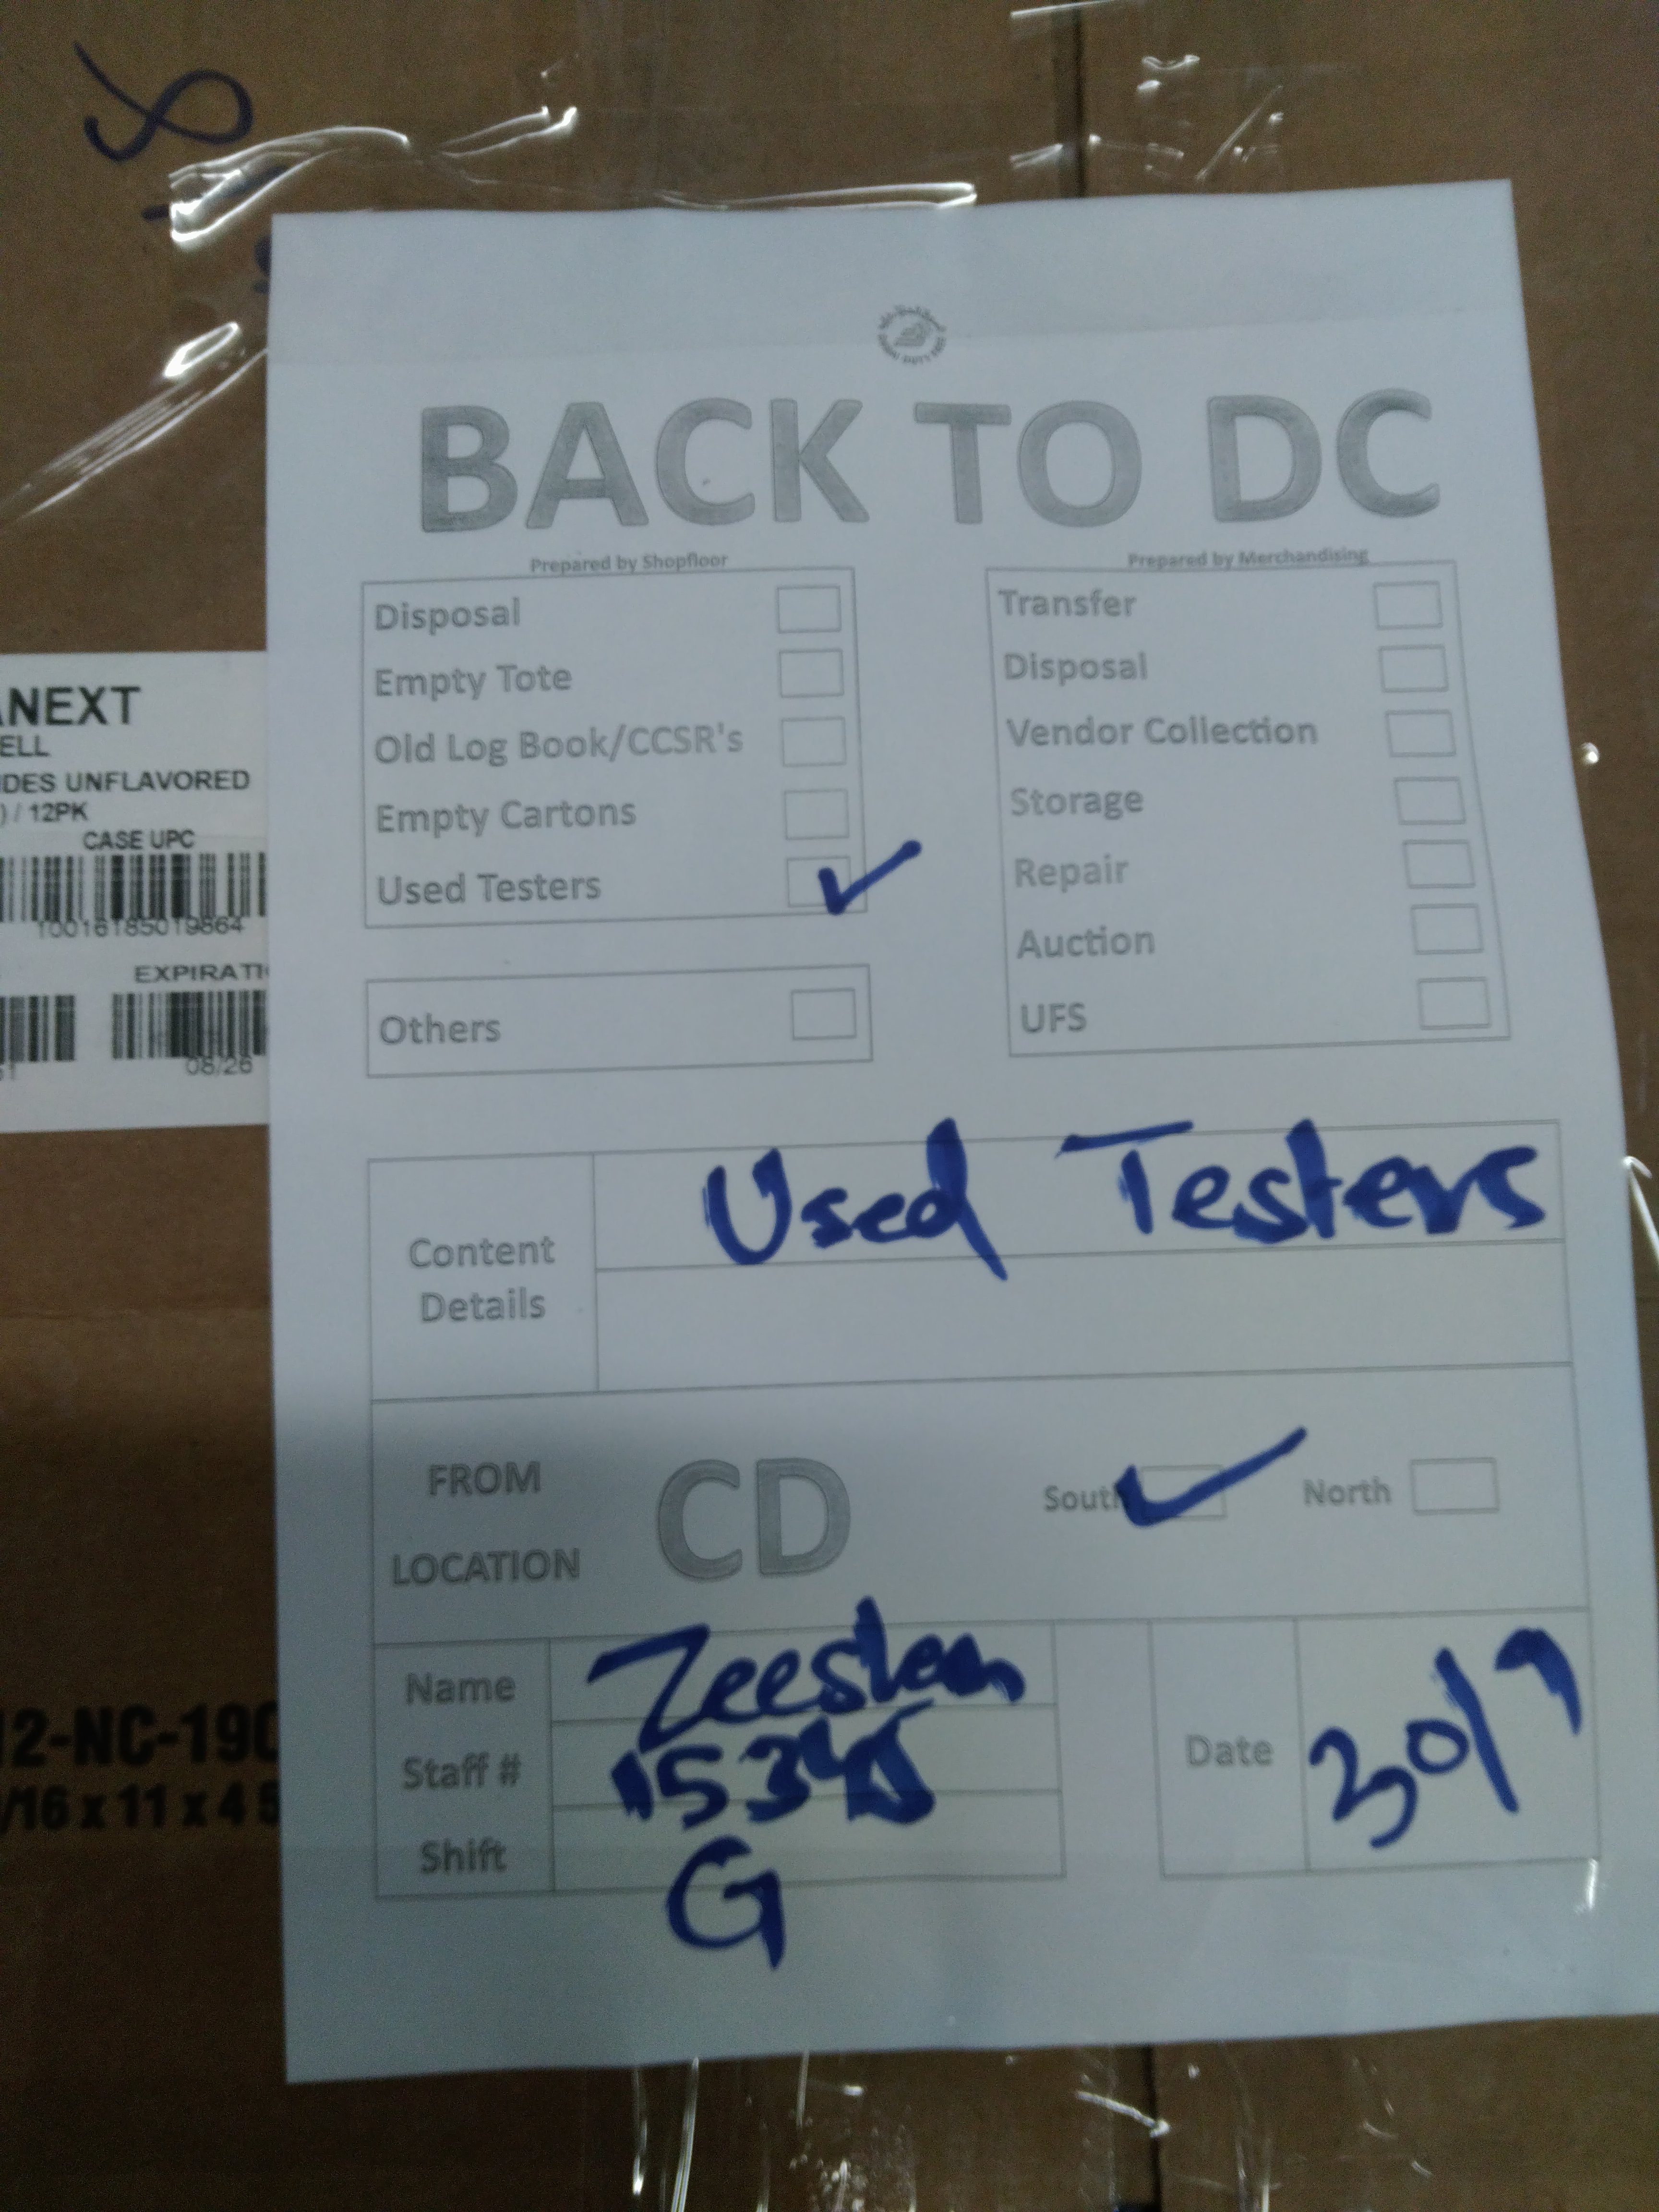 BACK TO DC
Prepared by Shopfloor
Disposal
Empty Tote
Old Log Book/CCSR's
Empty Cartons
Used Testers
Others
Prepared by Merchandising
Transfer
Disposal
Vendor Collection
Storage
Repair
Auction
UFS
Content Details
Used Testers
FROM LOCATION
CD
South
North
Name
Zeeshan
Staff #
Shift
G
Date
30/9
NEXT
ELL
DES UNFLAVORED
) / 12PK
CASE UPC
10016185019864
EXPIRATI
08/26
12-NC-190
/16 x 11 x 4 5